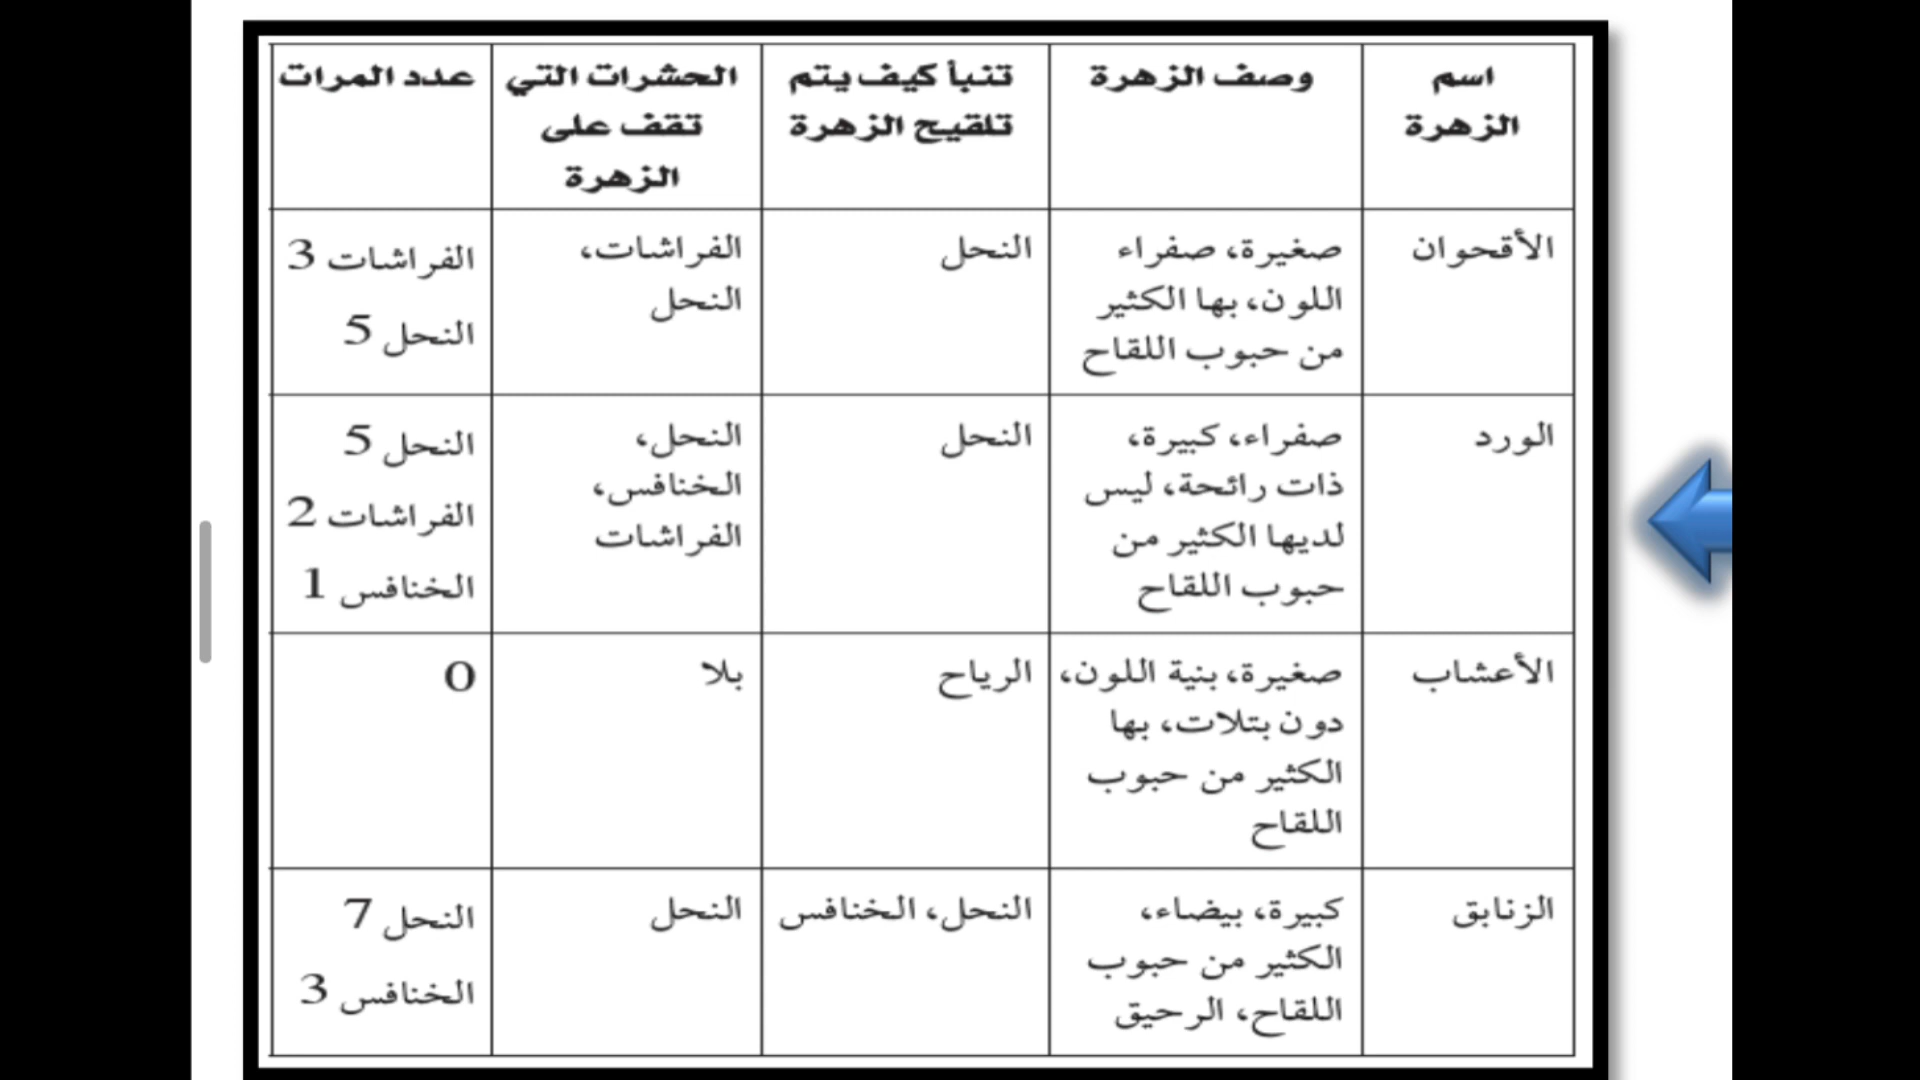 اسم
الزهرة
وصف الزهرة
تنبأ كيف يتم
تلقيح الزهرة
الحشرات التي
تقف على
الزهرة
عدد المرات
الأقحوان
صغيرة، صفراء
اللون، بها الكثير
من حبوب اللقاح
النحل
الفراشات،
النحل
الفراشات 3
النحل 5
الورد
صفراء، كبيرة،
ذات رائحة، ليس
لديها الكثير من
حبوب اللقاح
النحل
النحل،
الخنافس،
الفراشات
النحل 5
الفراشات 2
الخنافس 1
الأعشاب
صغيرة، بنية اللون،
دون بتلات، بها
الكثير من حبوب
اللقاح
الرياح
بلا
0
الزنابق
كبيرة، بيضاء،
الكثير من حبوب
اللقاح، الرحيق
النحل، الخنافس
النحل
النحل 7
الخنافس 3